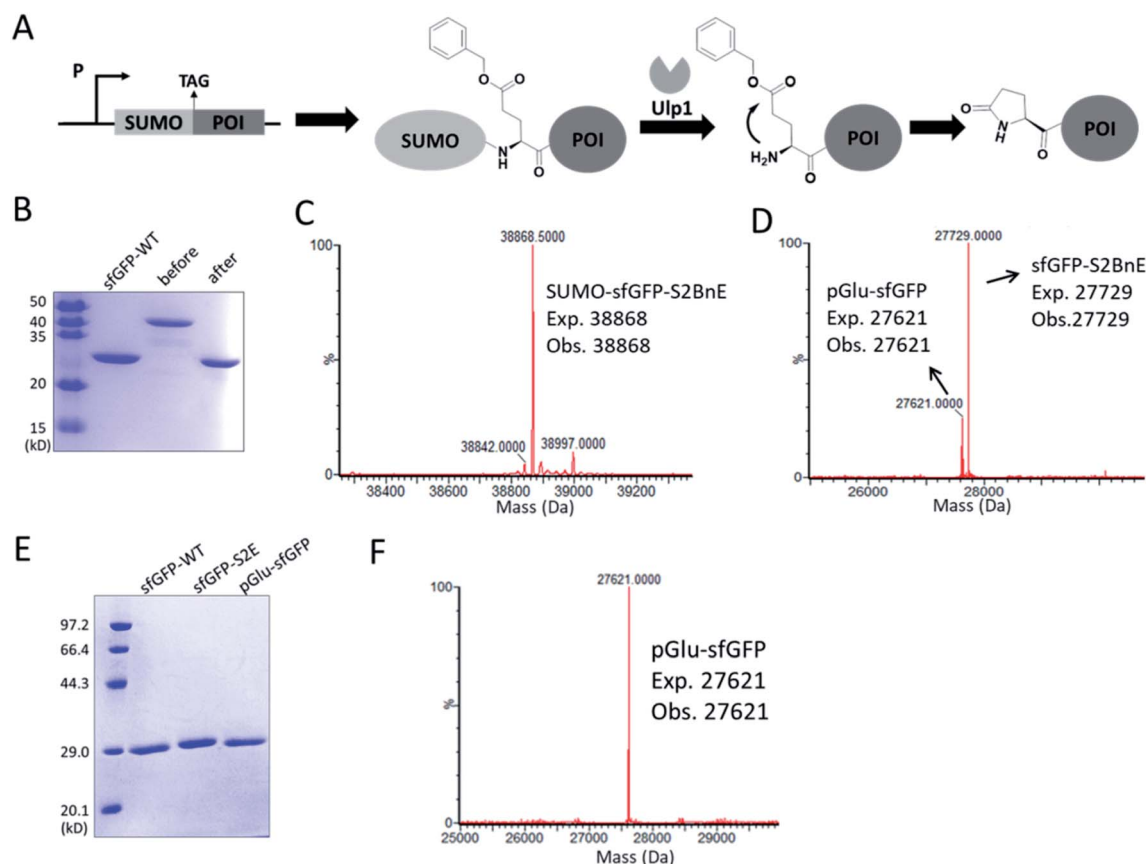 A
P
TAG
SUMO POI
SUMO
O
O
N
H
O
POI
Ulp1
O
O
H₂N
O
POI
O
N
H
O
POI
B
sfGFP-WT
before
after
50
40
35
20
15
(kD)
C
100
%
0
38868.5000
SUMO-sfGFP-S2BnE
Exp. 38868
Obs. 38868
38842.0000
38997.0000
38400 38600 38800 39000 39200
Mass (Da)
D
100
%
0
27729.0000
sfGFP-S2BnE
Exp. 27729
Obs.27729
pGlu-sfGFP
Exp. 27621
Obs. 27621
27621.0000
26000 28000
Mass (Da)
E
sfGFP-WT
sfGFP-S2E
pGlu-sfGFP
97.2
66.4
44.3
29.0
20.1
(kD)
F
100
%
0
27621.0000
pGlu-sfGFP
Exp. 27621
Obs. 27621
25000 26000 27000 28000 29000
Mass (Da)